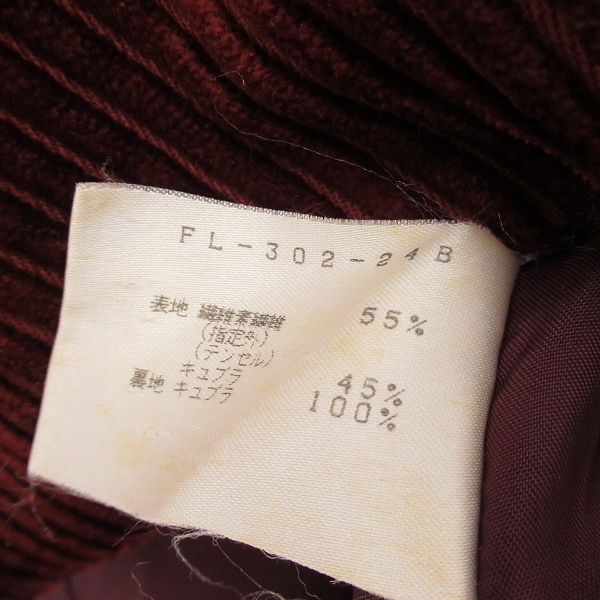 FL-302-24B
表地 繊維素繊維 55%
(指定外)
(テンセル)
キュプラ 45%
裏地 キュプラ 100%